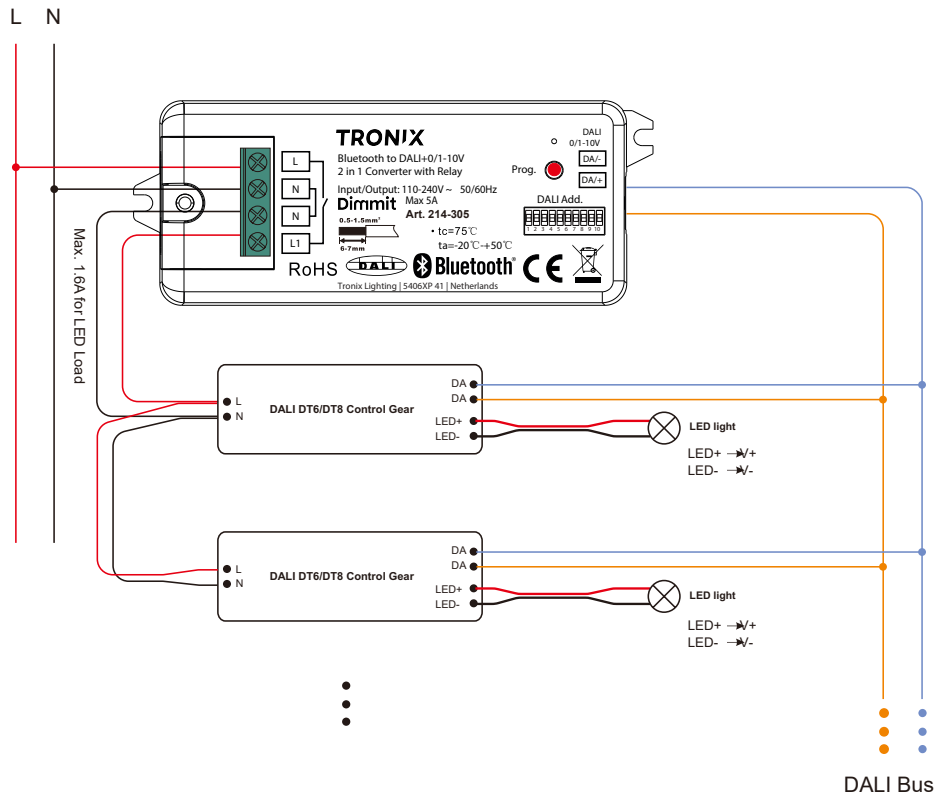 L N
TRONIX
Bluetooth to DALI+0/1-10V
2 in 1 Converter with Relay
Input/Output: 110-240V ~ 50/60Hz
Max 5A
Dimmit
Art. 214-305
0.5-1.5mm²
6-7mm
• tc=75℃
ta=-20℃-+50℃
RoHS DALI Bluetooth® CE
Tronix Lighting | 5406XP 41 | Netherlands
L
N
N
L1
Prog.
DALI
0/1-10V
DA/-
DA/+
DALI Add.
1 2 3 4 5 6 7 8 9 10
Max. 1.6A for LED Load
L
N
DALI DT6/DT8 Control Gear
DA
DA
LED+
LED-
LED light
LED+ → V+
LED- → V-
L
N
DALI DT6/DT8 Control Gear
DA
DA
LED+
LED-
LED light
LED+ → V+
LED- → V-
DALI Bus